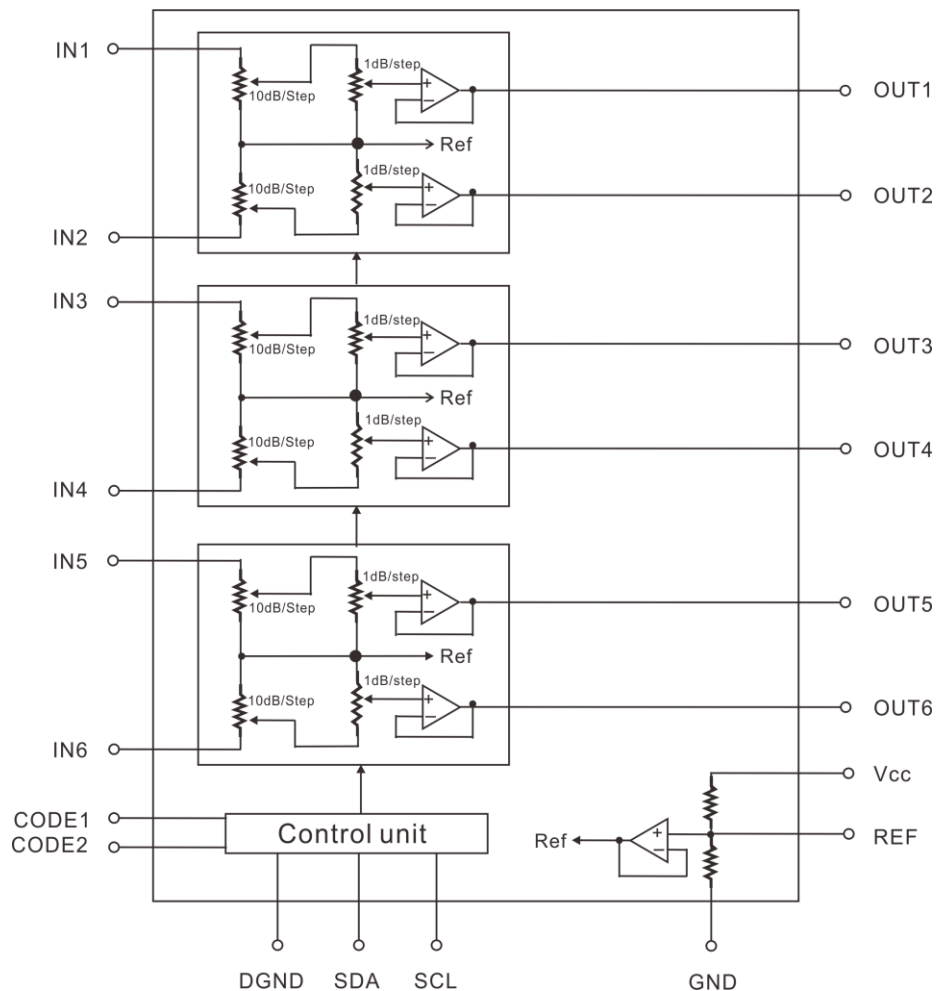 IN1
10dB/Step
1dB/step
+
−
OUT1
Ref
10dB/Step
1dB/step
+
−
OUT2
IN2
IN3
10dB/Step
1dB/step
+
−
OUT3
Ref
10dB/Step
1dB/step
+
−
OUT4
IN4
IN5
10dB/Step
1dB/step
+
−
OUT5
Ref
10dB/Step
1dB/step
+
−
OUT6
IN6
Vcc
CODE1
CODE2
Control unit
Ref
+
−
REF
DGND
SDA
SCL
GND